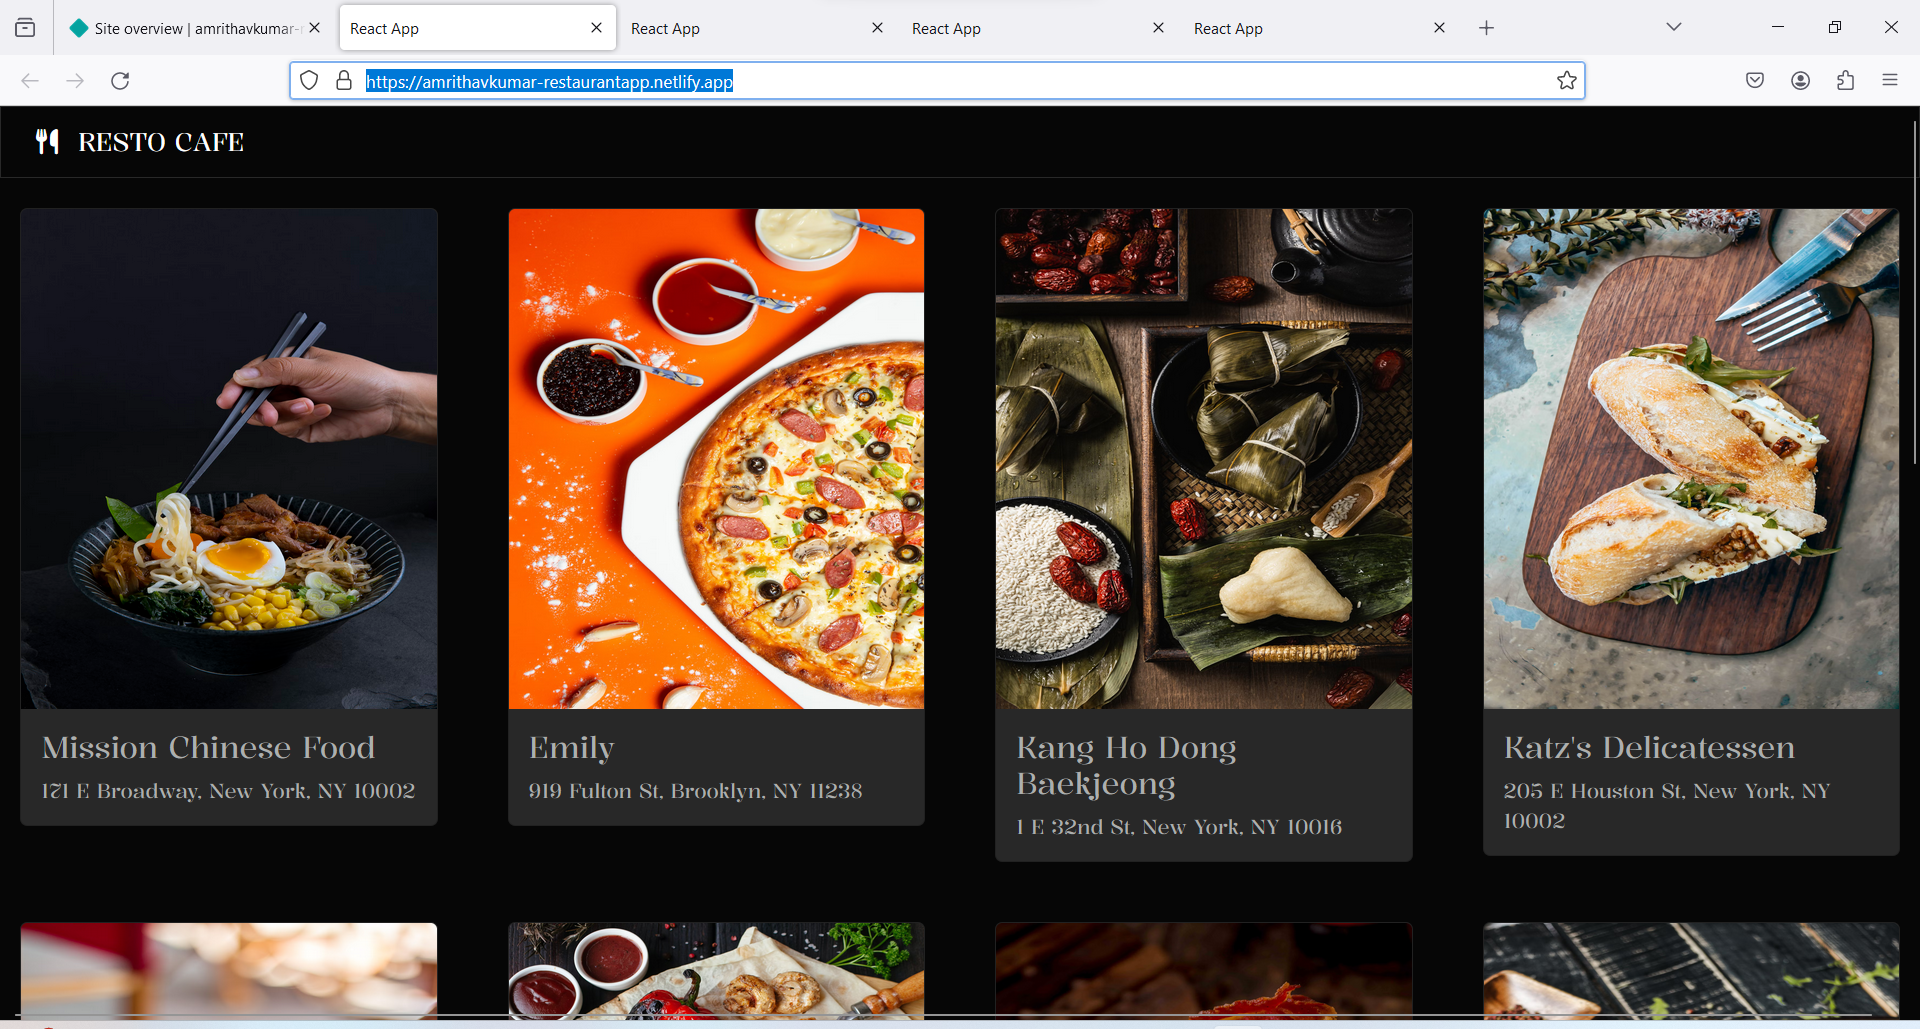 Site overview | amrithavkumar-r
React App
React App
React App
React App
https://amrithavkumar-restaurantapp.netlify.app
RESTO CAFE
Mission Chinese Food
171 E Broadway, New York, NY 10002
Emily
919 Fulton St, Brooklyn, NY 11238
Kang Ho Dong
Baekjeong
1 E 32nd St, New York, NY 10016
Katz's Delicatessen
205 E Houston St, New York, NY
10002